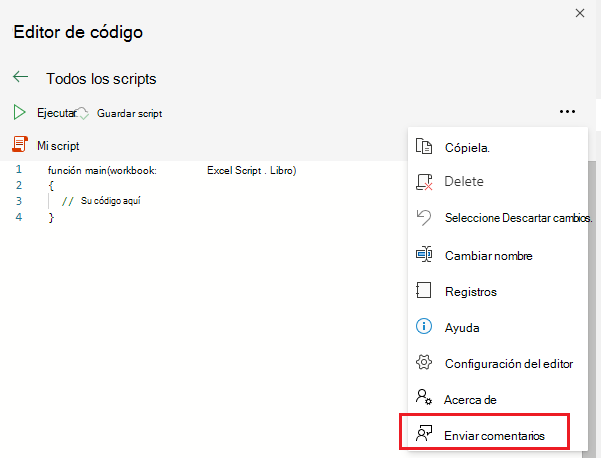 Editor de código
Todos los scripts
Ejecutar
Guardar script
...
Mi script
1 función main(workbook: Excel Script . Libro)
2 {
3 // Su código aquí
4 }
Cópiela.
Delete
Seleccione Descartar cambios.
Cambiar nombre
Registros
Ayuda
Configuración del editor
Acerca de
Enviar comentarios